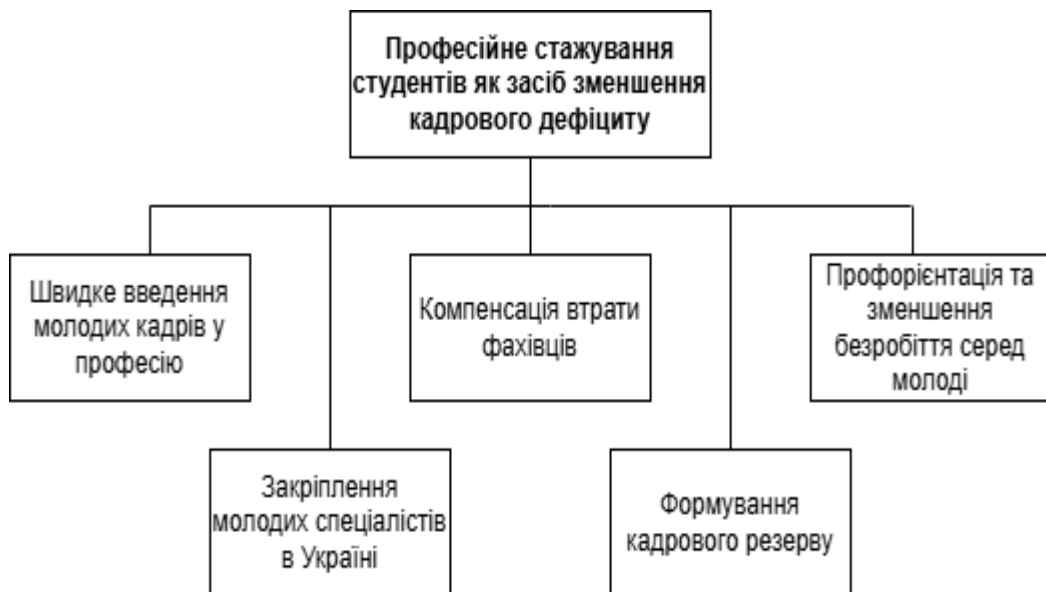 Професійне стажування
студентів як засіб зменшення
кадрового дефіциту
Швидке введення
молодих кадрів у
професію
Компенсація втрати
фахівців
Профорієнтація та
зменшення
безробіття серед
молоді
Закріплення
молодих спеціалістів
в Україні
Формування
кадрового резерву